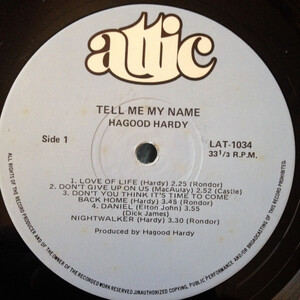 attic
TELL ME MY NAME
HAGOOD HARDY
Side 1
LAT-1034
33 1/3 R.P.M.
1. LOVE OF LIFE (Hardy) 2.25 (Rondor)
2. DON'T GIVE UP ON US (MacAulay) 2.52 (Castle)
3. DON'T YOU THINK IT'S TIME TO COME
BACK HOME (Hardy) 3.45 (Rondor)
4. DANIEL (Elton John) 3.55
(Dick James)
NIGHTWALKER (Hardy) 3.30 (Rondor)
Produced by Hagood Hardy
ALL RIGHTS OF THE RECORD PRODUCER AND OF THE OWNER OF THE RECORDED WORK RESERVED. UNAUTHORIZED COPYING, PUBLIC PERFORMANCE AND/OR BROADCASTING OF THIS RECORD PROHIBITED.